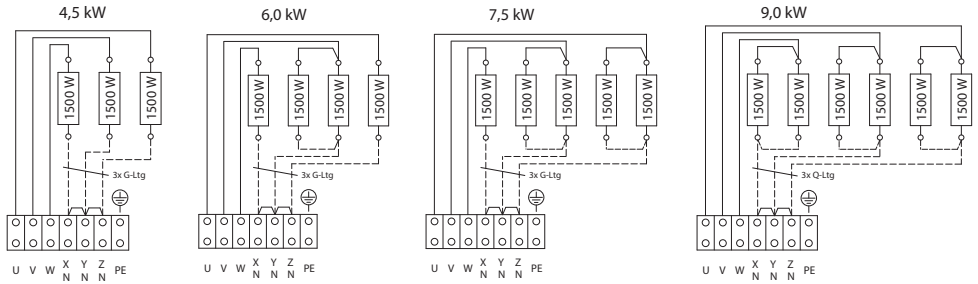 4,5 kW
1500 W
1500 W
1500 W
3x G-Ltg
U V W X Y Z PE
N N N
6,0 kW
1500 W
1500 W
1500 W
1500 W
3x G-Ltg
U V W X Y Z PE
N N N
7,5 kW
1500 W
1500 W
1500 W
1500 W
1500 W
3x G-Ltg
U V W X Y Z PE
N N N
9,0 kW
1500 W
1500 W
1500 W
1500 W
1500 W
1500 W
3x Q-Ltg
U V W X Y Z PE
N N N